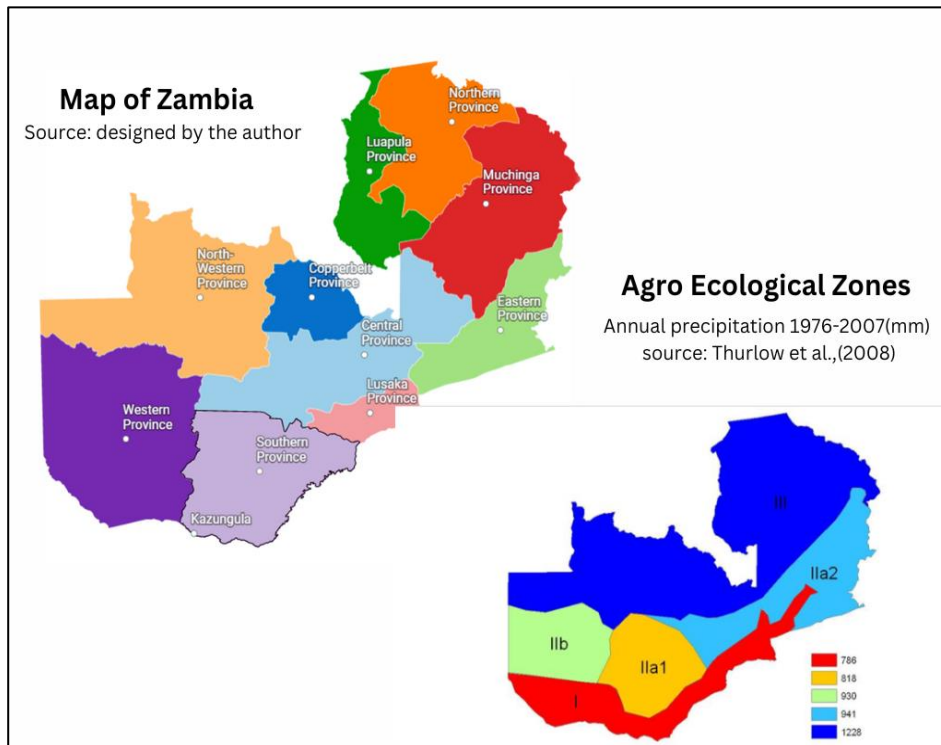 Map of Zambia
Source: designed by the author
Northern
Province
Luapula
Province
Muchinga
Province
North-
Western
Province
Copperbelt
Province
Eastern
Province
Central
Province
Lusaka
Province
Western
Province
Southern
Province
Kazungula
Agro Ecological Zones
Annual precipitation 1976-2007(mm)
source: Thurlow et al.,(2008)
III
IIa2
IIb
IIa1
I
786
818
930
941
1228